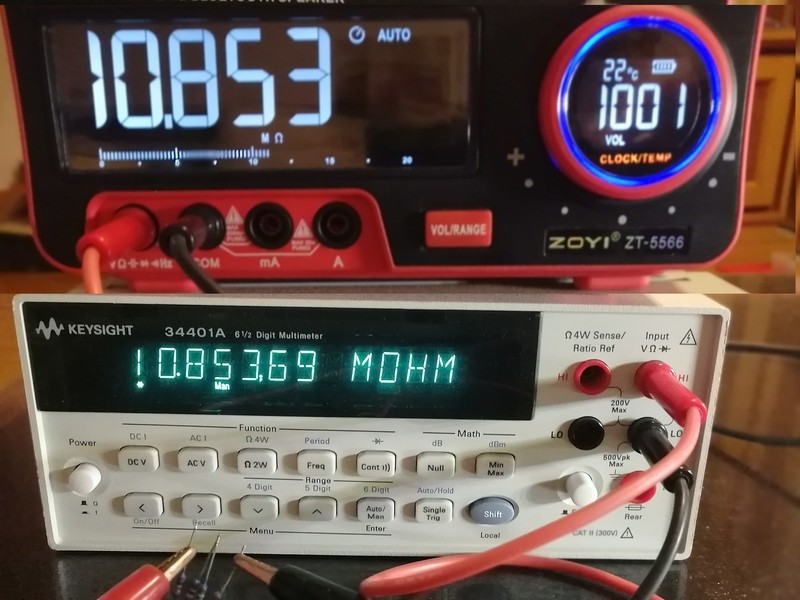 SPEAKER
10.853
AUTO
MΩ
0 5 10 15 20
22°C
1001
VOL
CLOCK/TEMP
+ −
COM mA A
VOL/RANGE
ZOYI® ZT-5566
KEYSIGHT 34401A 6½ Digit Multimeter
10.853,69 MOHM
* Man
Ω 4W Sense/
Ratio Ref
Input
V Ω
HI HI
200V
Max
LO LO
500Vpk
Max
Rear
CAT II (300V)
Power
Function
Math
DC I AC I Ω 4W Period dB dBm
DC V AC V Ω 2W Freq Cont Null Min Max
Range
4 Digit 5 Digit 6 Digit Auto/Hold
< > Auto/Man Single Trig Shift
On/Off Recall
Menu
Enter
Local